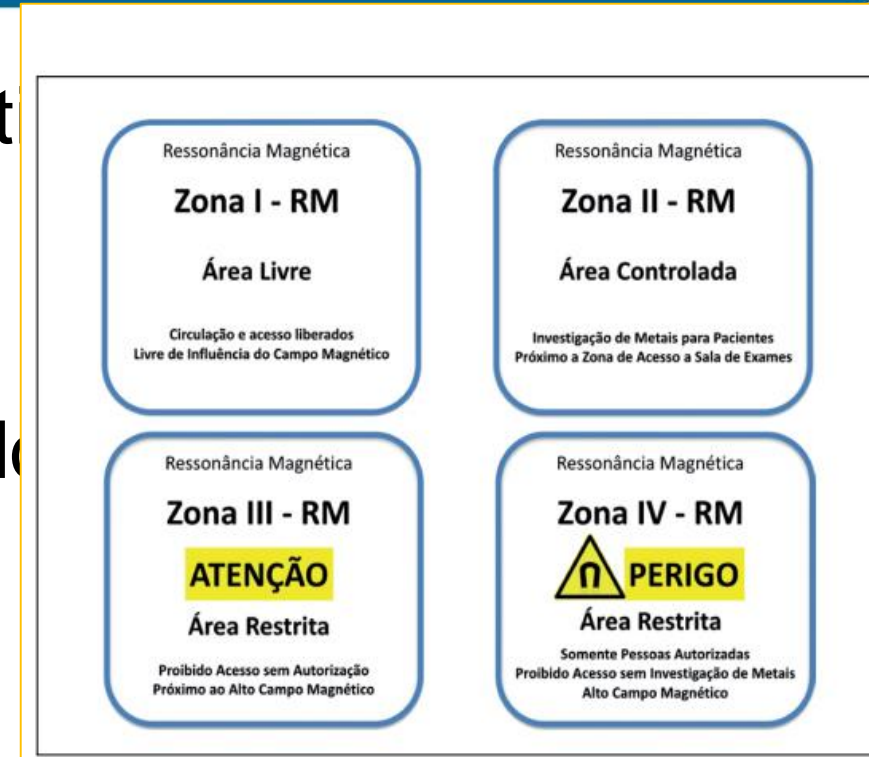 Ressonância Magnética
Zona I - RM
Área Livre
Circulação e acesso liberados
Livre de Influência do Campo Magnético
Ressonância Magnética
Zona II - RM
Área Controlada
Investigação de Metais para Pacientes
Próximo a Zona de Acesso a Sala de Exames
Ressonância Magnética
Zona III - RM
ATENÇÃO
Área Restrita
Proibido Acesso sem Autorização
Próximo ao Alto Campo Magnético
Ressonância Magnética
Zona IV - RM
PERIGO
Área Restrita
Somente Pessoas Autorizadas
Proibido Acesso sem Investigação de Metais
Alto Campo Magnético